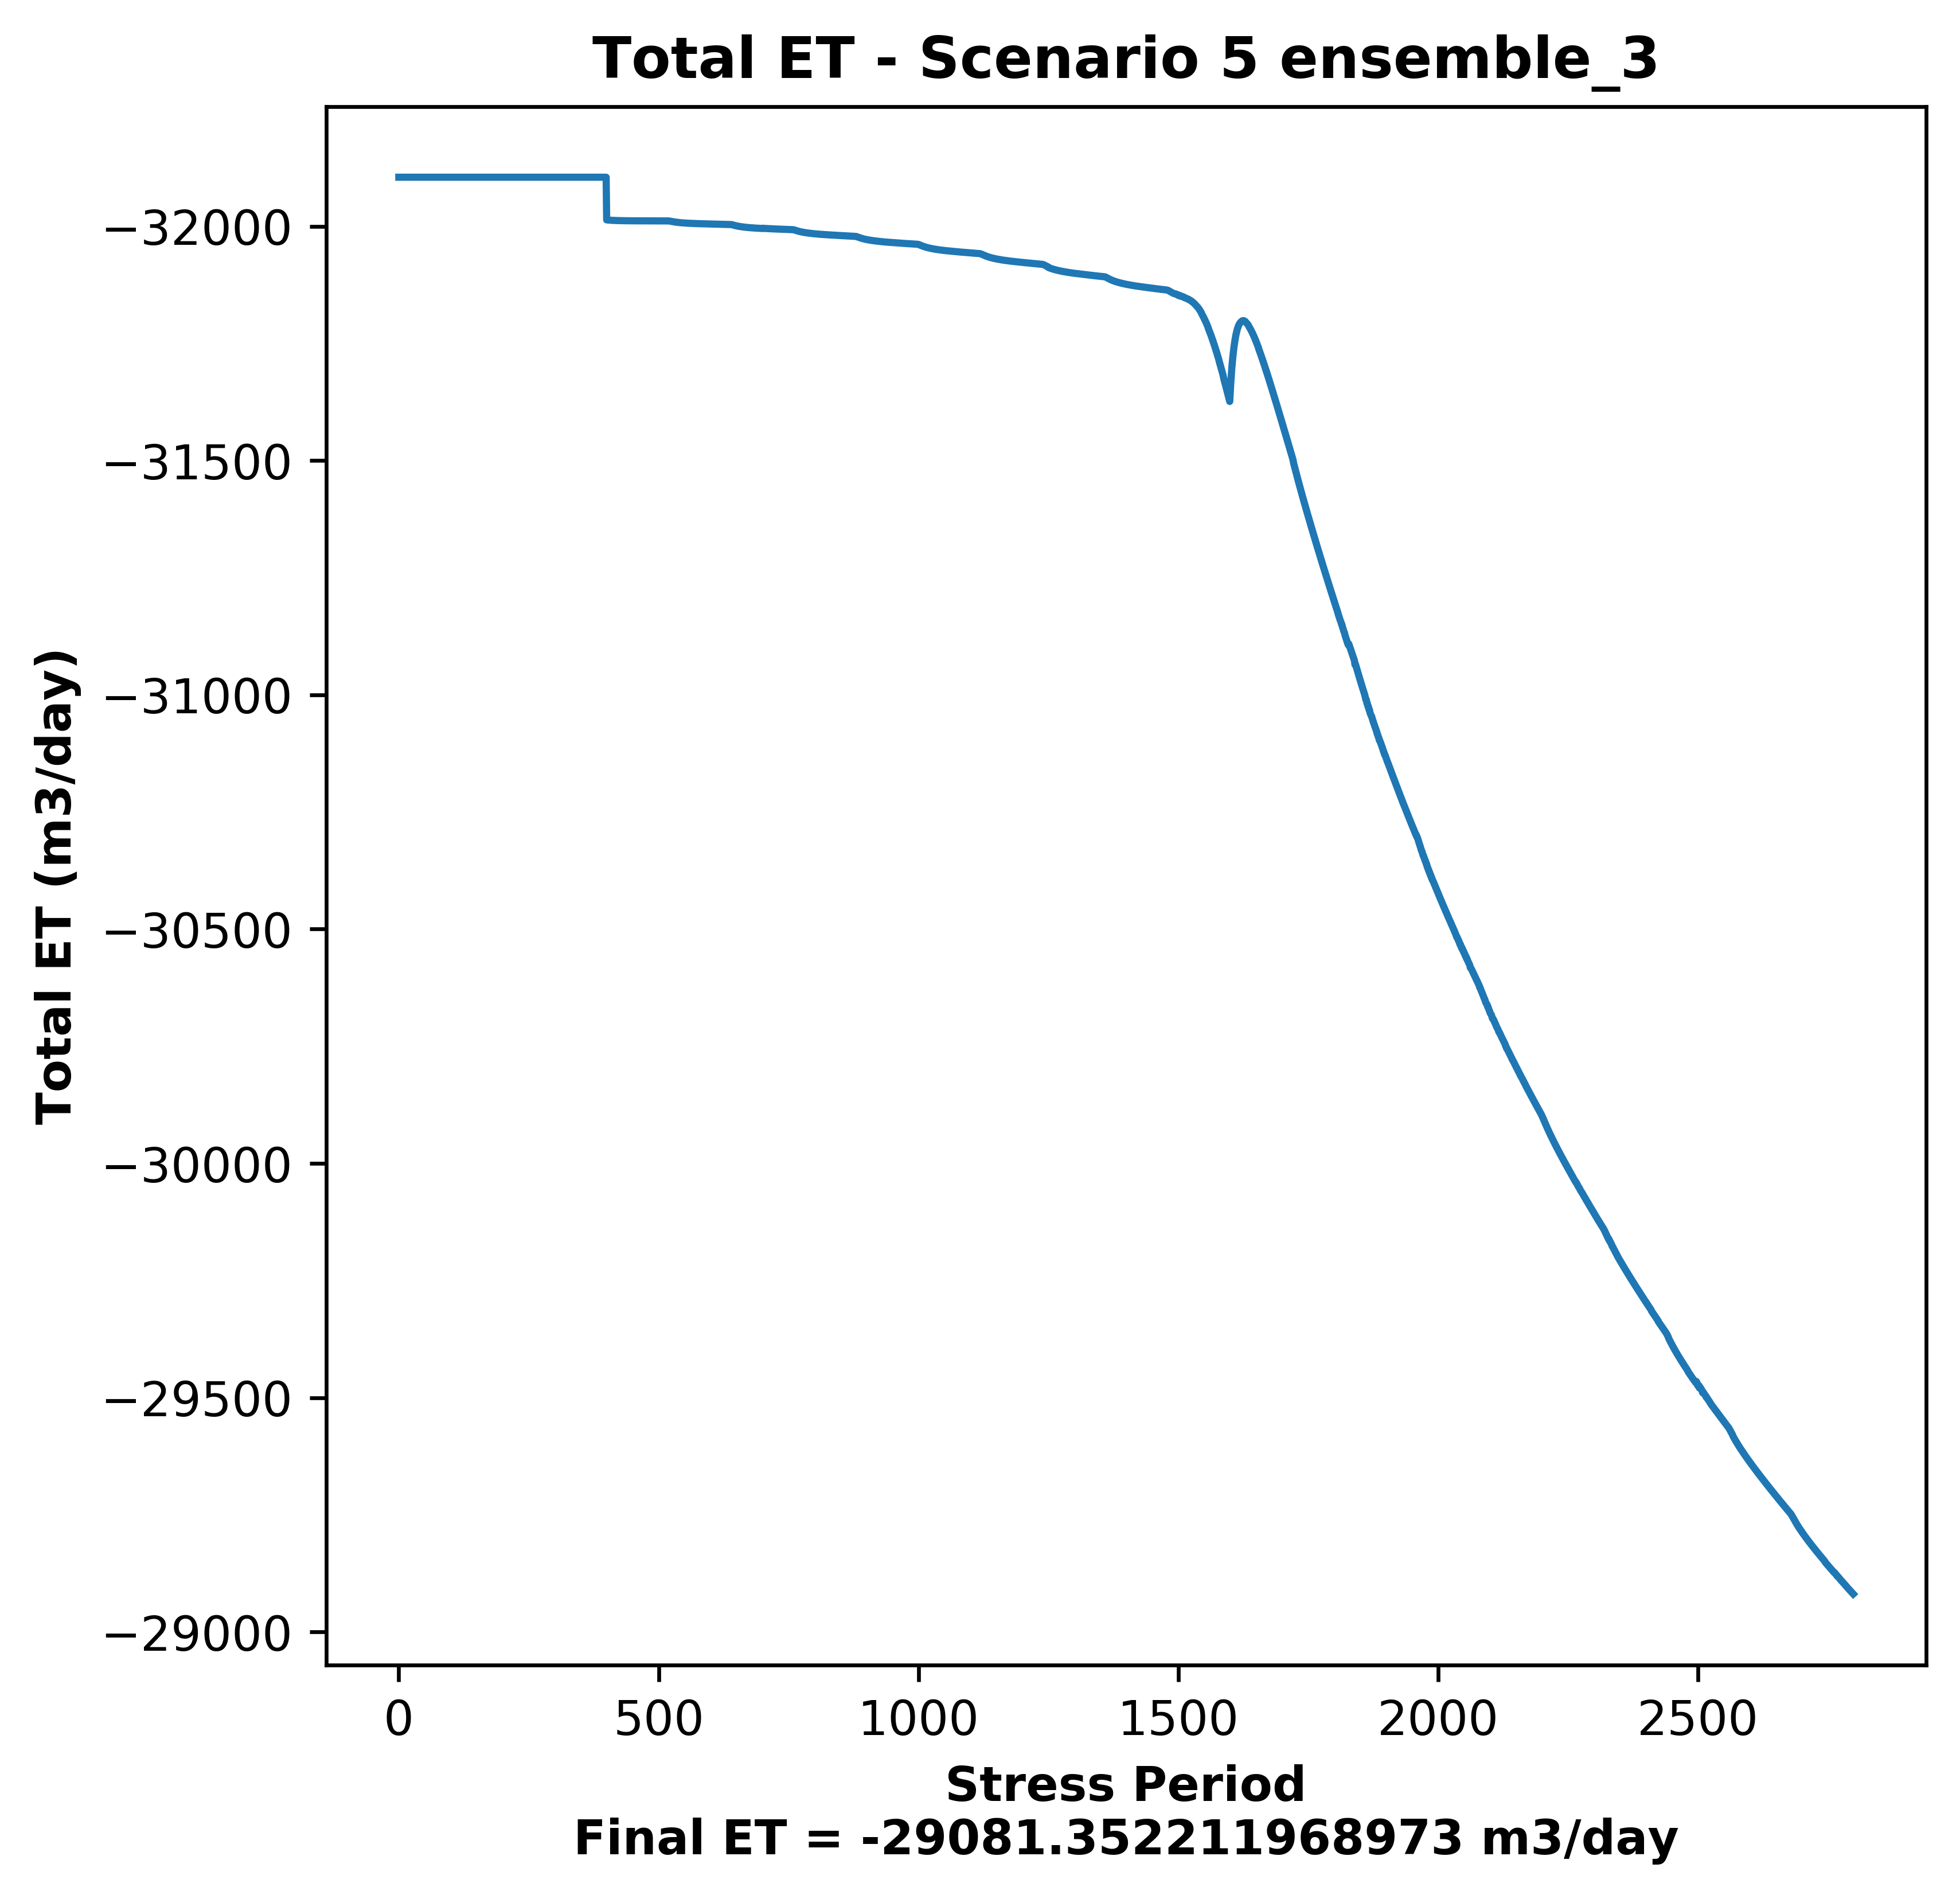 Total ET - Scenario 5 ensemble_3
Total ET (m3/day)
−32000
−31500
−31000
−30500
−30000
−29500
−29000
0 500 1000 1500 2000 2500
Stress Period
Final ET = -29081.352211968973 m3/day